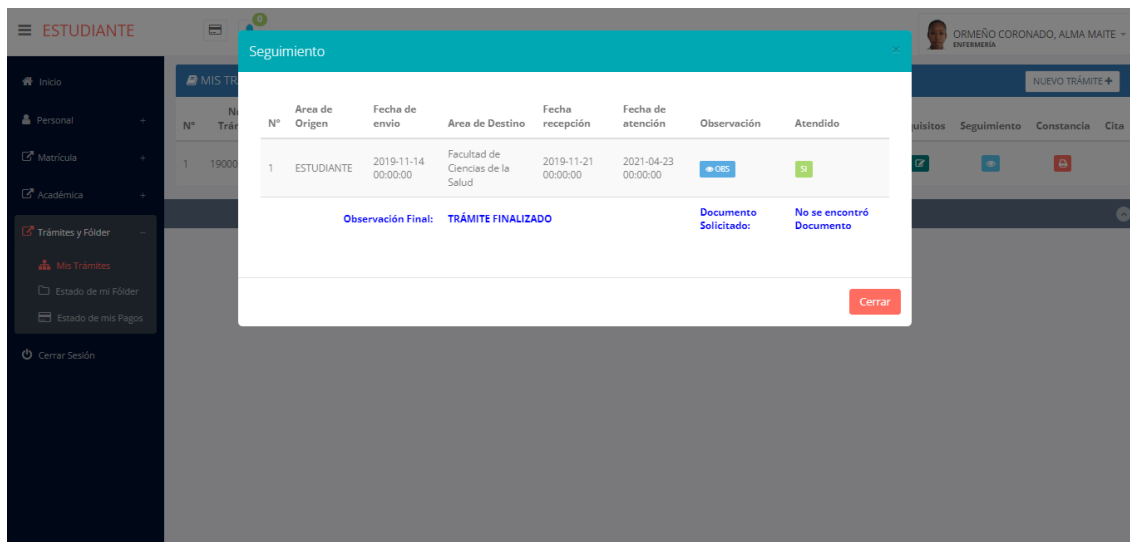 ESTUDIANTE
0
ORMEÑO CORONADO, ALMA MAITE
ENFERMERÍA
Seguimiento
×
Inicio
Personal +
Matrícula +
Académica +
Trámites y Fólder –
Mis Trámites
Estado de mi Fólder
Estado de mis Pagos
Cerrar Sesión
MIS TR
NUEVO TRÁMITE +
N°
Seguimiento Constancia Cita
1 19000
N° Area de Origen Fecha de envio Area de Destino Fecha recepción Fecha de atención Observación Atendido
1 ESTUDIANTE 2019-11-14 00:00:00 Facultad de Ciencias de la Salud 2019-11-21 00:00:00 2021-04-23 00:00:00 OBS SI
Observación Final: TRÁMITE FINALIZADO Documento Solicitado: No se encontró Documento
Cerrar